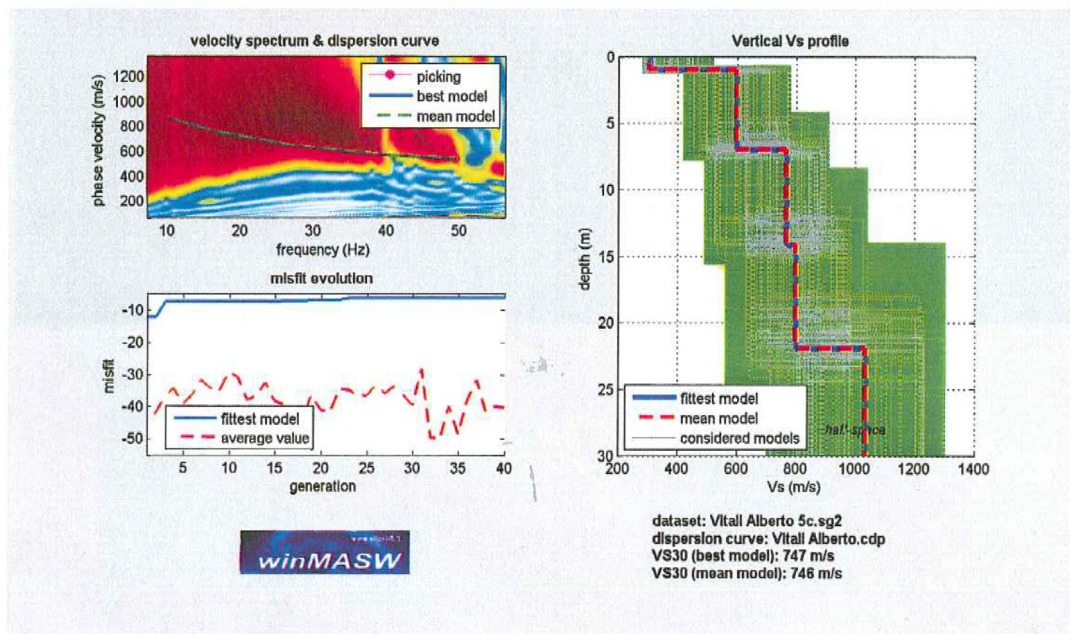 velocity spectrum & dispersion curve
phase velocity (m/s)
1200
1000
800
600
400
200
picking
best model
mean model
10
20
30
40
50
frequency (Hz)
misfit evolution
misfit
-10
-20
-30
-40
-50
fittest model
average value
5
10
15
20
25
30
35
40
generation
winMASW
Vertical Vs profile
depth (m)
0
5
10
15
20
25
30
fittest model
mean model
considered models
half-space
200
400
600
800
1000
1200
1400
Vs (m/s)
dataset: Vitali Alberto 5c.sg2
dispersion curve: Vitali Alberto.cdp
VS30 (best model): 747 m/s
VS30 (mean model): 746 m/s